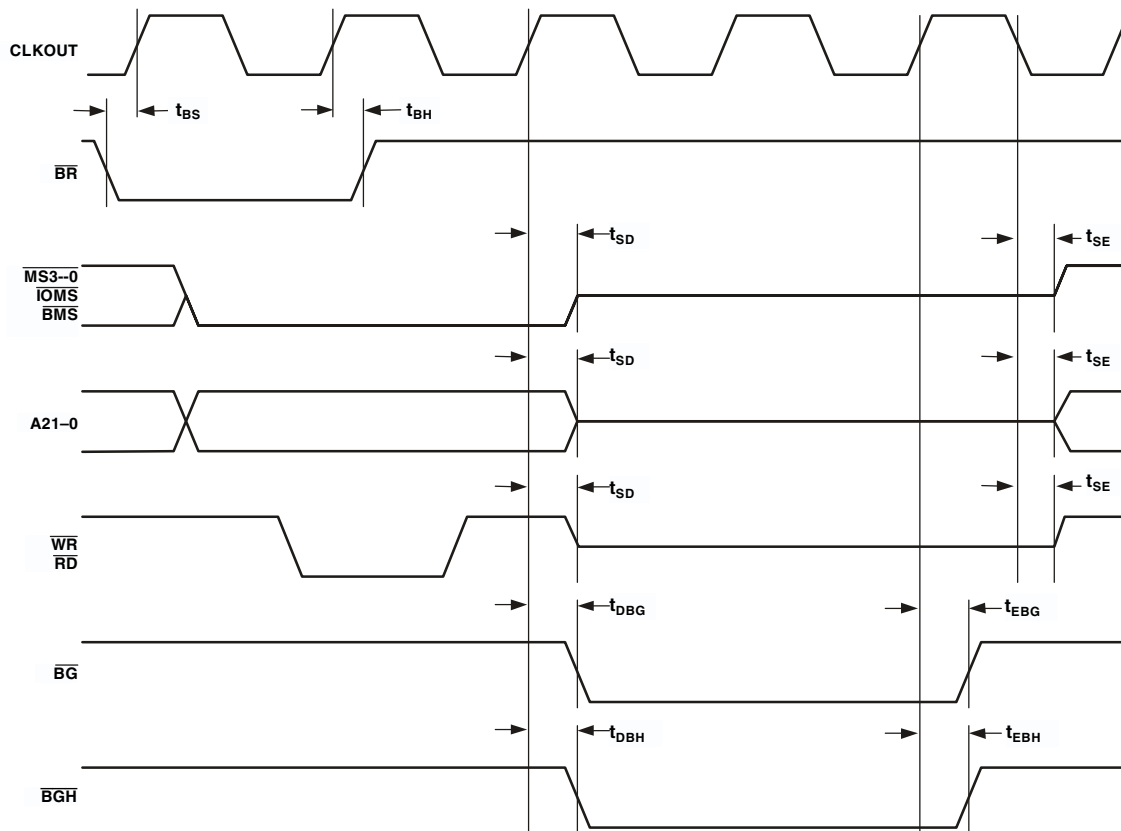 CLKOUT
tBS
tBH
BR
tSD
tSE
MS3--0
IOMS
BMS
tSD
tSE
A21–0
tSD
tSE
WR
RD
tDBG
tEBG
BG
tDBH
tEBH
BGH